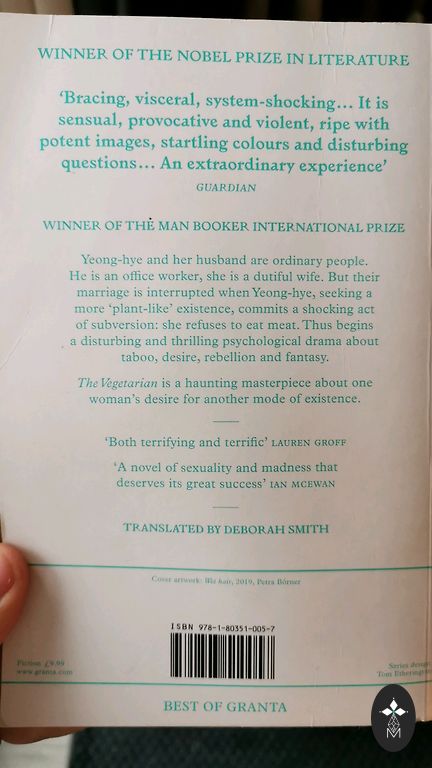 WINNER OF THE NOBEL PRIZE IN LITERATURE
‘Bracing, visceral, system-shocking… It is
sensual, provocative and violent, ripe with
potent images, startling colours and disturbing
questions… An extraordinary experience’
GUARDIAN
WINNER OF THE MAN BOOKER INTERNATIONAL PRIZE
Yeong-hye and her husband are ordinary people.
He is an office worker, she is a dutiful wife. But their
marriage is interrupted when Yeong-hye, seeking a
more ‘plant-like’ existence, commits a shocking act
of subversion: she refuses to eat meat. Thus begins
a disturbing and thrilling psychological drama about
taboo, desire, rebellion and fantasy.
The Vegetarian is a haunting masterpiece about one
woman’s desire for another mode of existence.
‘Both terrifying and terrific’ LAUREN GROFF
‘A novel of sexuality and madness that
deserves its great success’ IAN MCEWAN
TRANSLATED BY DEBORAH SMITH
Cover artwork: hair, 2019, Petra Börner
ISBN 978-1-80351-005-7
Fiction £9.99
www.granta.com
Series design
Tom Etherington
BEST OF GRANTA